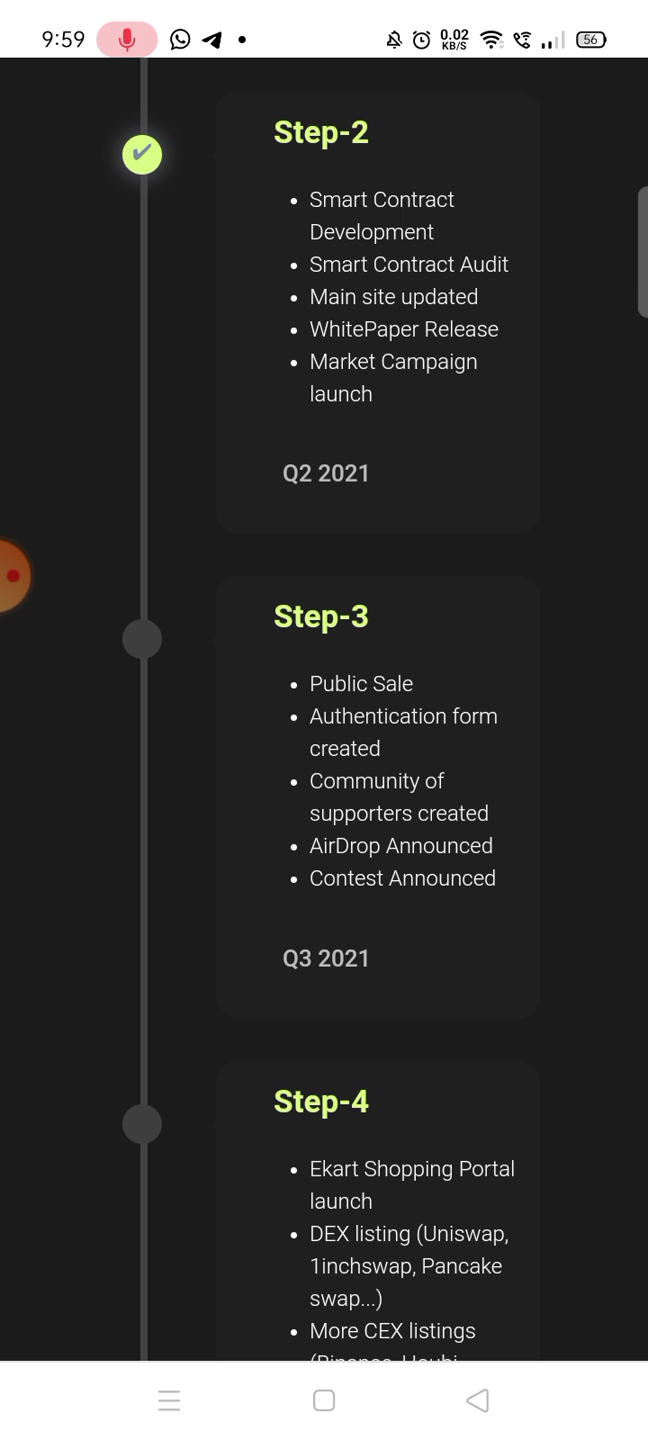 9:59
0.02
KB/S
56
Step-2
Smart Contract
Development
Smart Contract Audit
Main site updated
WhitePaper Release
Market Campaign
launch
Q2 2021
Step-3
Public Sale
Authentication form
created
Community of
supporters created
AirDrop Announced
Contest Announced
Q3 2021
Step-4
Ekart Shopping Portal
launch
DEX listing (Uniswap,
1inchswap, Pancake
swap...)
More CEX listings